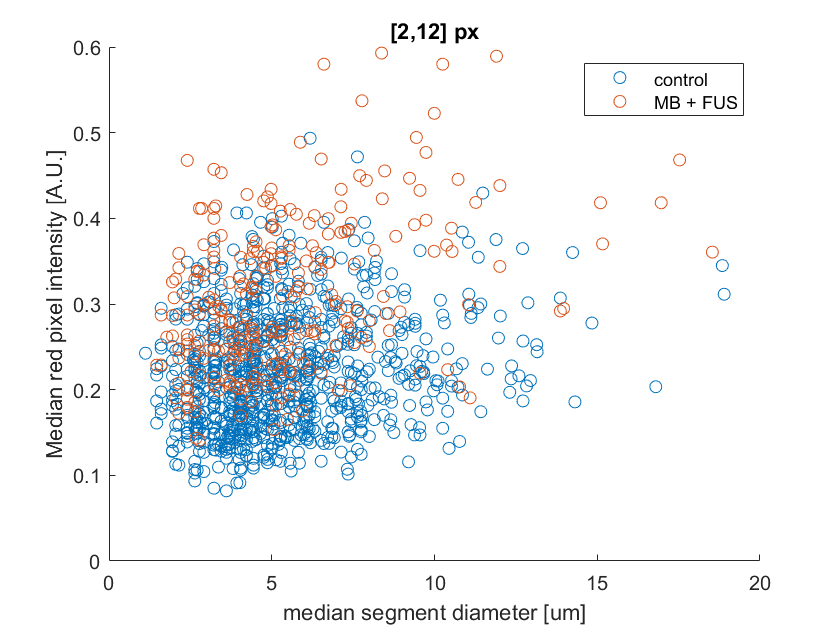 [2,12] px
0.6
0.5
0.4
0.3
0.2
0.1
0
Median red pixel intensity [A.U.]
control
MB + FUS
0 5 10 15 20
median segment diameter [um]